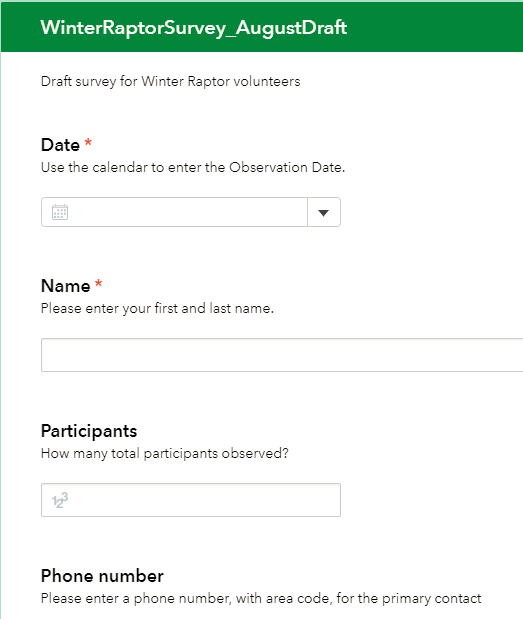 WinterRaptorSurvey_AugustDraft
Draft survey for Winter Raptor volunteers
Date *
Use the calendar to enter the Observation Date.
Name *
Please enter your first and last name.
Participants
How many total participants observed?
123
Phone number
Please enter a phone number, with area code, for the primary contact